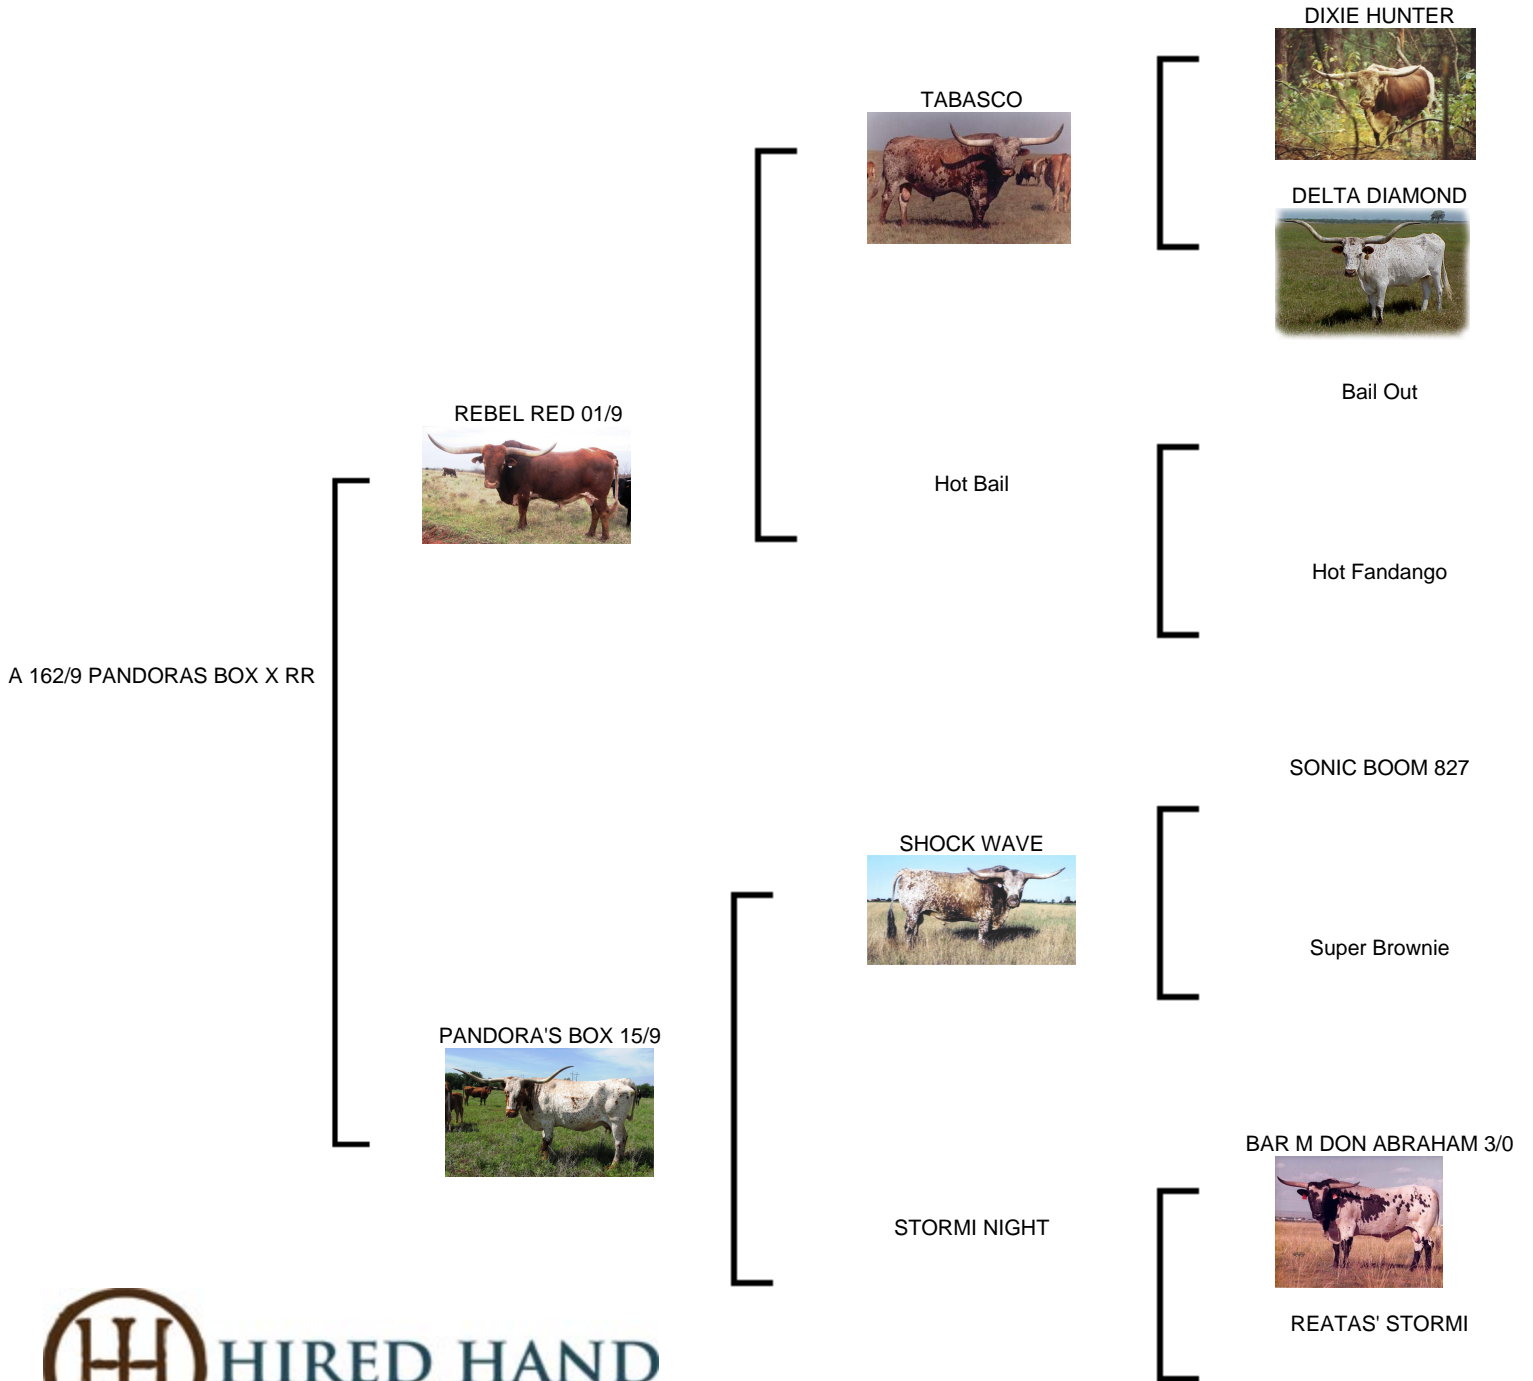 DIXIE HUNTER
TABASCO
DELTA DIAMOND
Bail Out
REBEL RED 01/9
Hot Bail
Hot Fandango
A 162/9 PANDORAS BOX X RR
SONIC BOOM 827
SHOCK WAVE
Super Brownie
PANDORA'S BOX 15/9
BAR M DON ABRAHAM 3/0
STORMI NIGHT
REATAS' STORMI
HIRED HAND